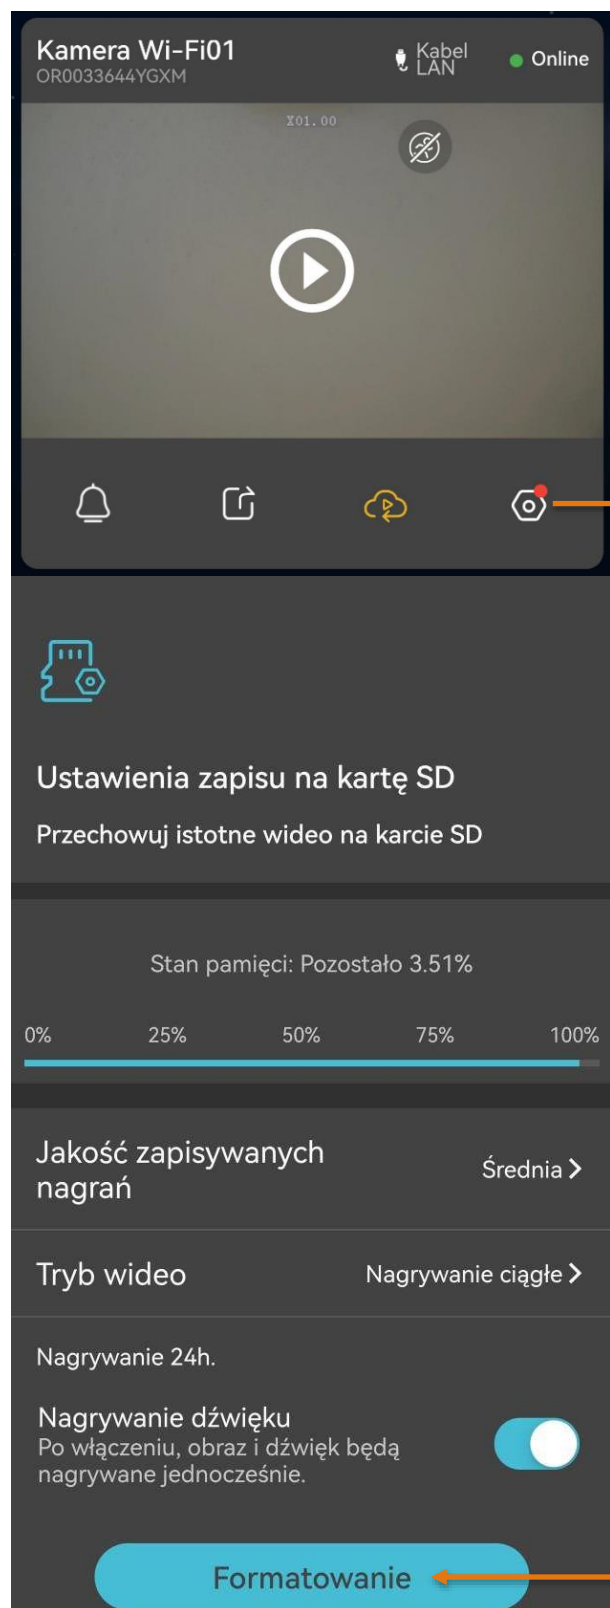 Kamera Wi-Fi01
OR0033644YGXM
Kabel
LAN
Online
X01.00
Ustawienia zapisu na kartę SD
Przechowuj istotne wideo na karcie SD
Stan pamięci: Pozostało 3.51%
0% 25% 50% 75% 100%
Jakość zapisywanych
nagrań
Średnia
Tryb wideo Nagrywanie ciągłe
Nagrywanie 24h.
Nagrywanie dźwięku
Po włączeniu, obraz i dźwięk będą
nagrywane jednocześnie.
Formatowanie